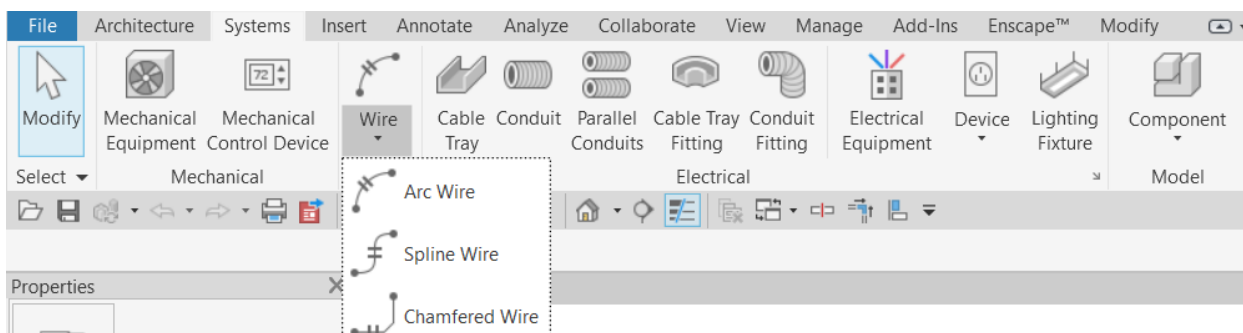 File Architecture Systems Insert Annotate Analyze Collaborate View Manage Add-Ins Enscape™ Modify
72
Modify Mechanical Equipment Mechanical Control Device Wire Cable Tray Conduit Parallel Conduits Cable Tray Fitting Conduit Fitting Electrical Equipment Device Lighting Fixture Component
Select Mechanical Electrical Model
Arc Wire
Spline Wire
Properties
Chamfered Wire